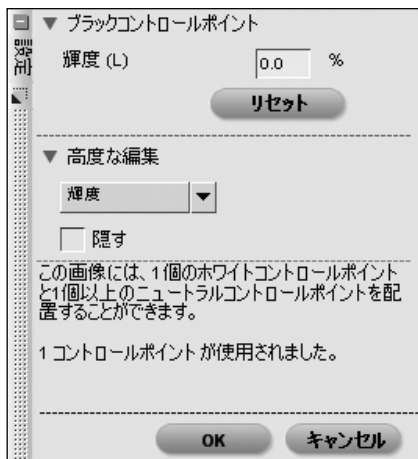 ▼ ブラックコントロールポイント
設定
輝度 (L) 0.0 %
リセット
▼ 高度な編集
輝度
隠す
この画像には、1個のホワイトコントロールポイント
と1個以上のニュートラルコントロールポイントを配
置することができます。
1 コントロールポイント が使用されました。
OK キャンセル